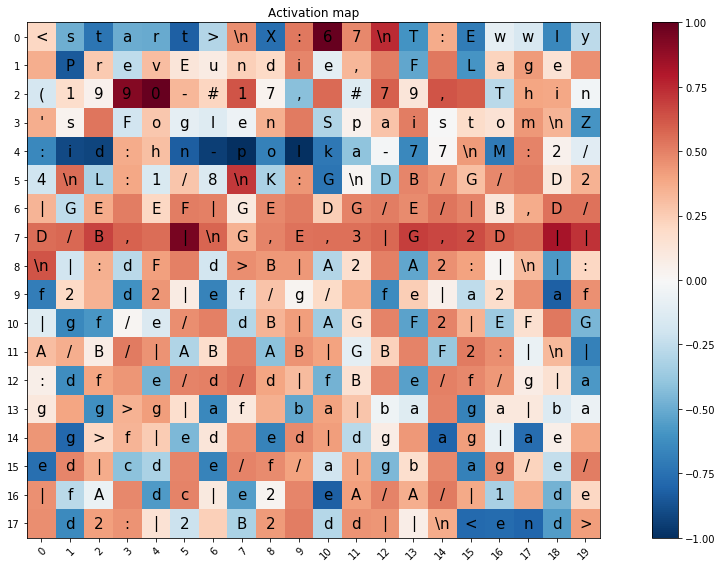 Activation map
0 < s t a r t > \n X : 6 7 \n T : E w w l y
1 P r e v E u n d i e , F L a g e
2 ( 1 9 9 0 - # 1 7 , # 7 9 , T h i n
3 ' s F o g l e n S p a i s t o m \n Z
4 : i d : h n - p o l k a - 7 7 \n M : 2 /
5 4 \n L : 1 / 8 \n K : G \n D B / G / D 2
6 | G E E F | G E D G / E / | B , D /
7 D / B , | \n G , E , 3 | G , 2 D | |
8 \n | : d F d > B | A 2 A 2 : | \n | :
9 f 2 d 2 | e f / g / f e | a 2 a f
10 | g f / e / d B | A G F 2 | E F G
11 A / B / | A B A B | G B F 2 : | \n |
12 : d f e / d / d | f B e / f / g | a
13 g g > g | a f b a | b a g a | b a
14 g > f | e d e d | d g a g | a e
15 e d | c d e / f / a | g b a g / e /
16 | f A d c | e 2 e A / A / | 1 d e
17 d 2 : | 2 B 2 d d | | \n < e n d >
0 1 2 3 4 5 6 7 8 9 10 11 12 13 14 15 16 17 18 19
1.00
0.75
0.50
0.25
0.00
−0.25
−0.50
−0.75
−1.00